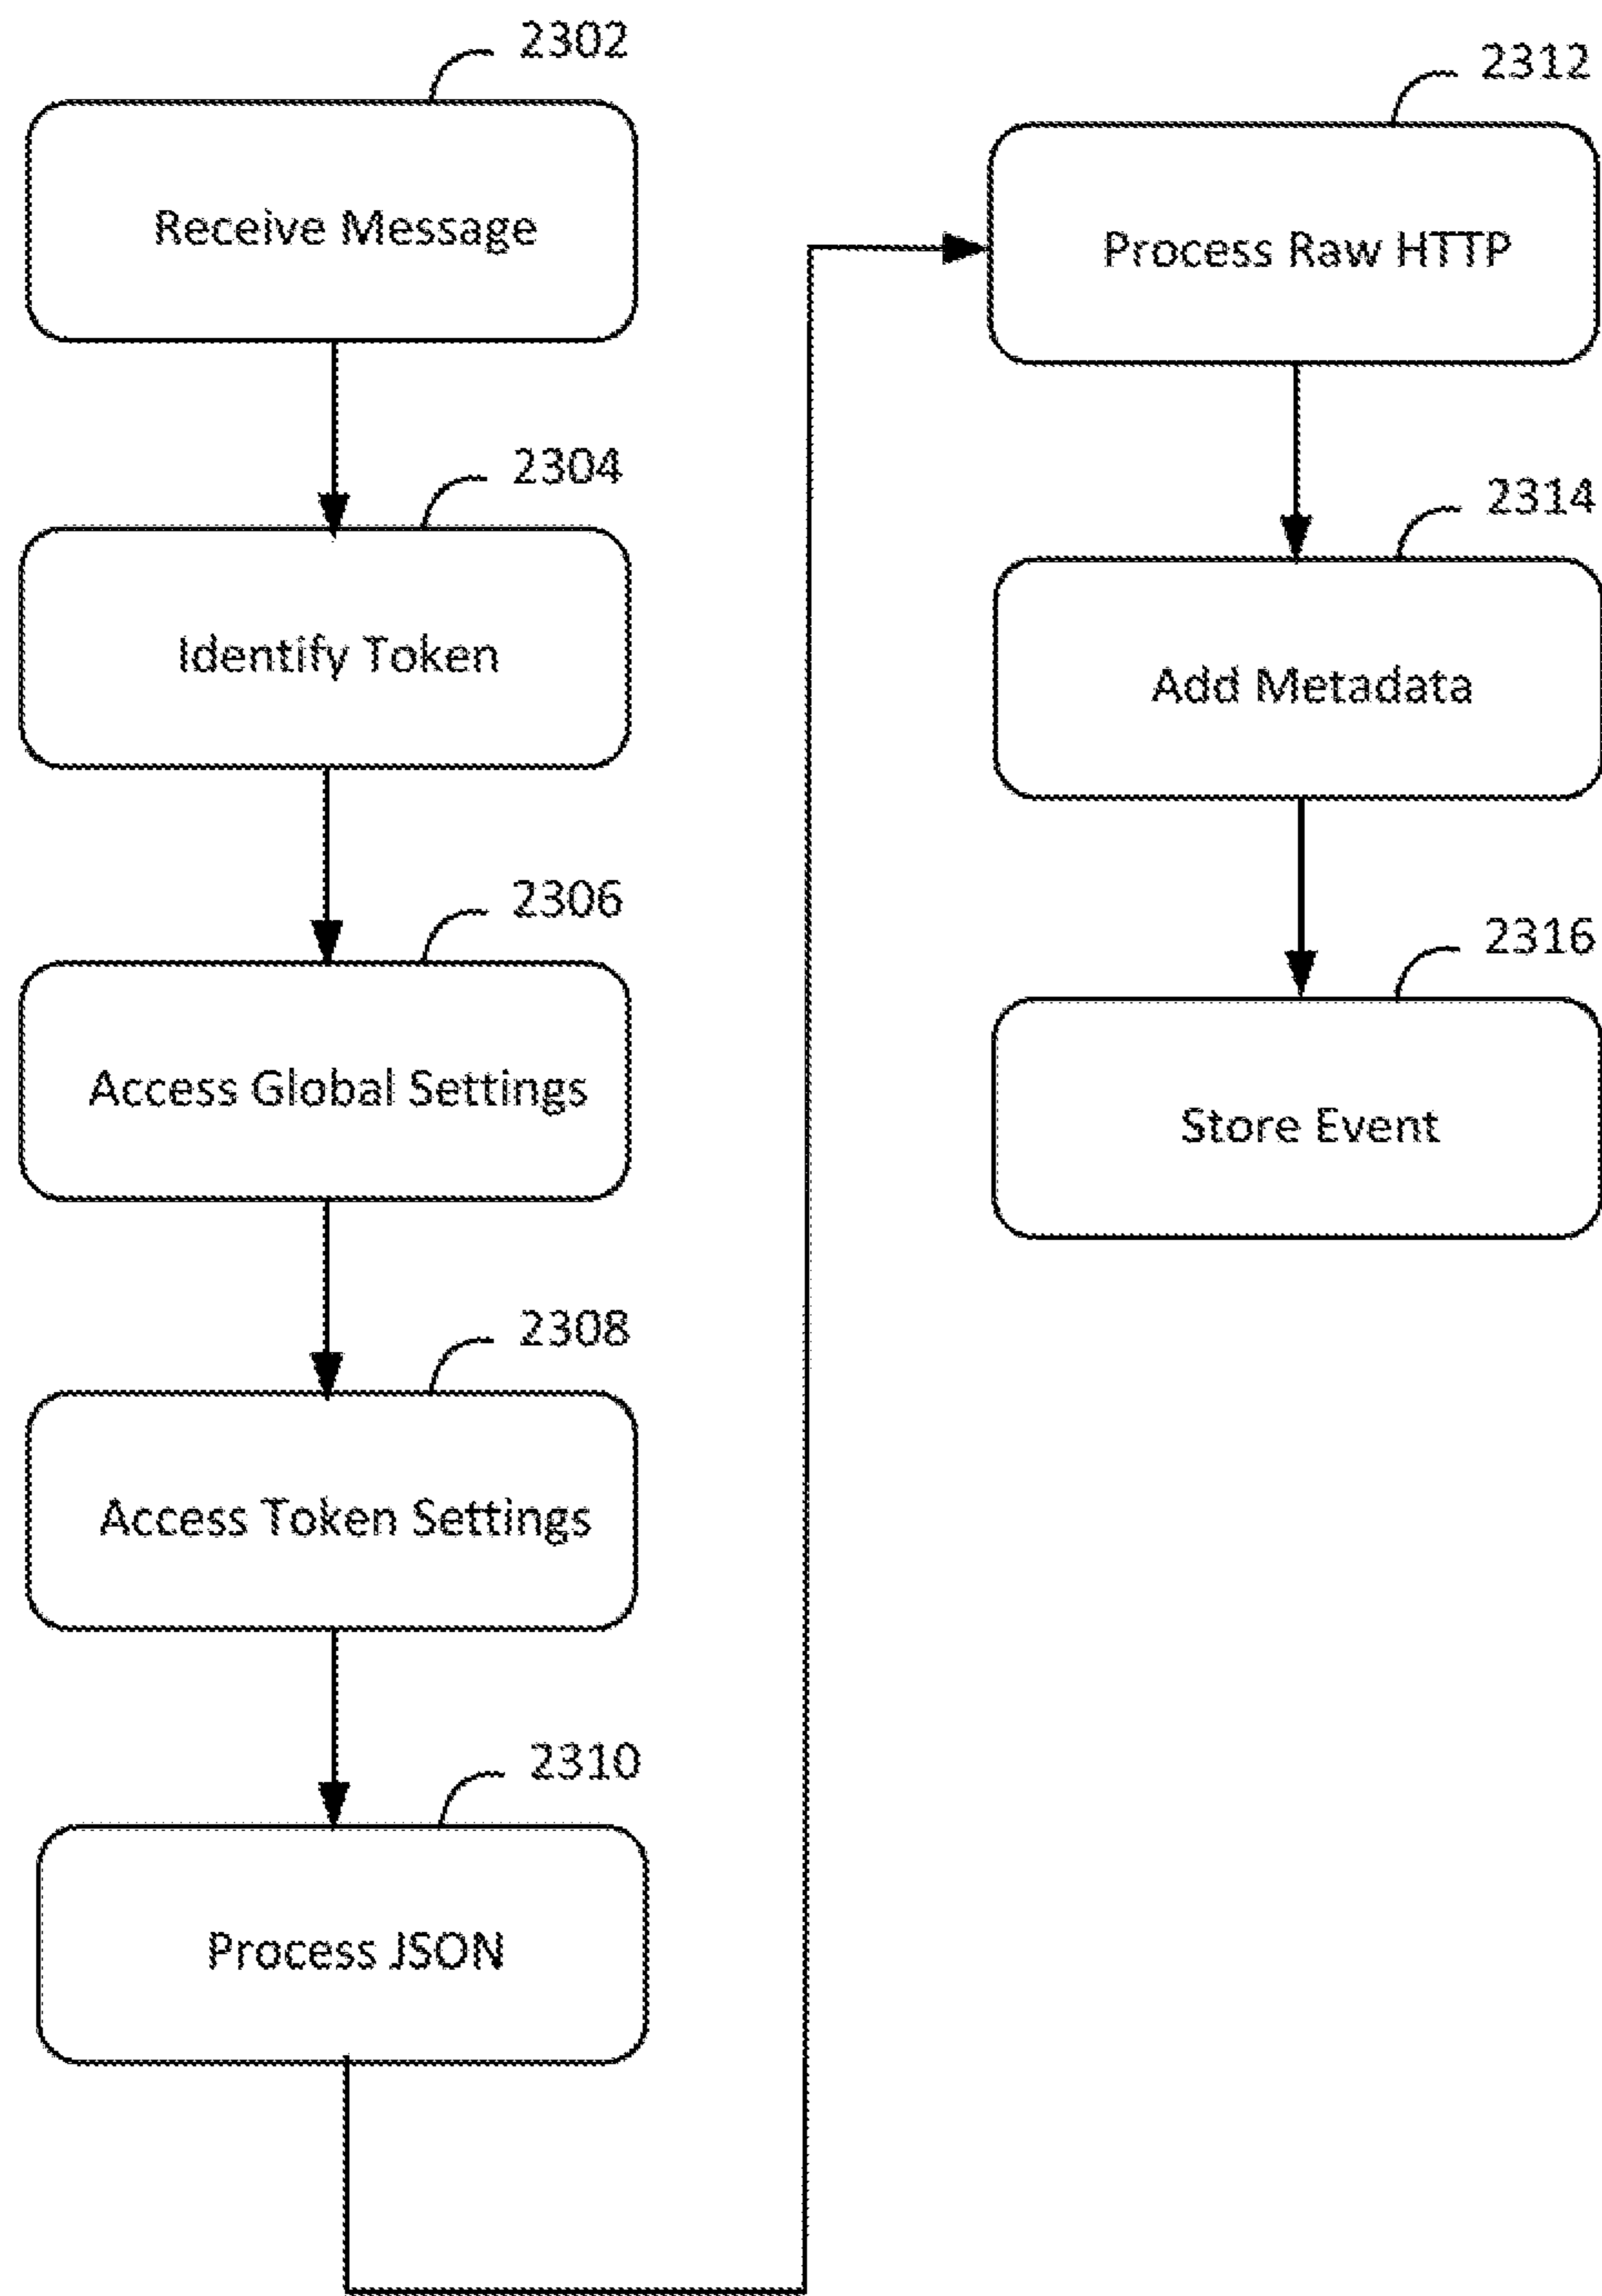 2302
Receive Message
2304
Identify Token
2306
Access Global Settings
2308
Access Token Settings
2310
Process JSON
2312
Process Raw HTTP
2314
Add Metadata
2316
Store Event